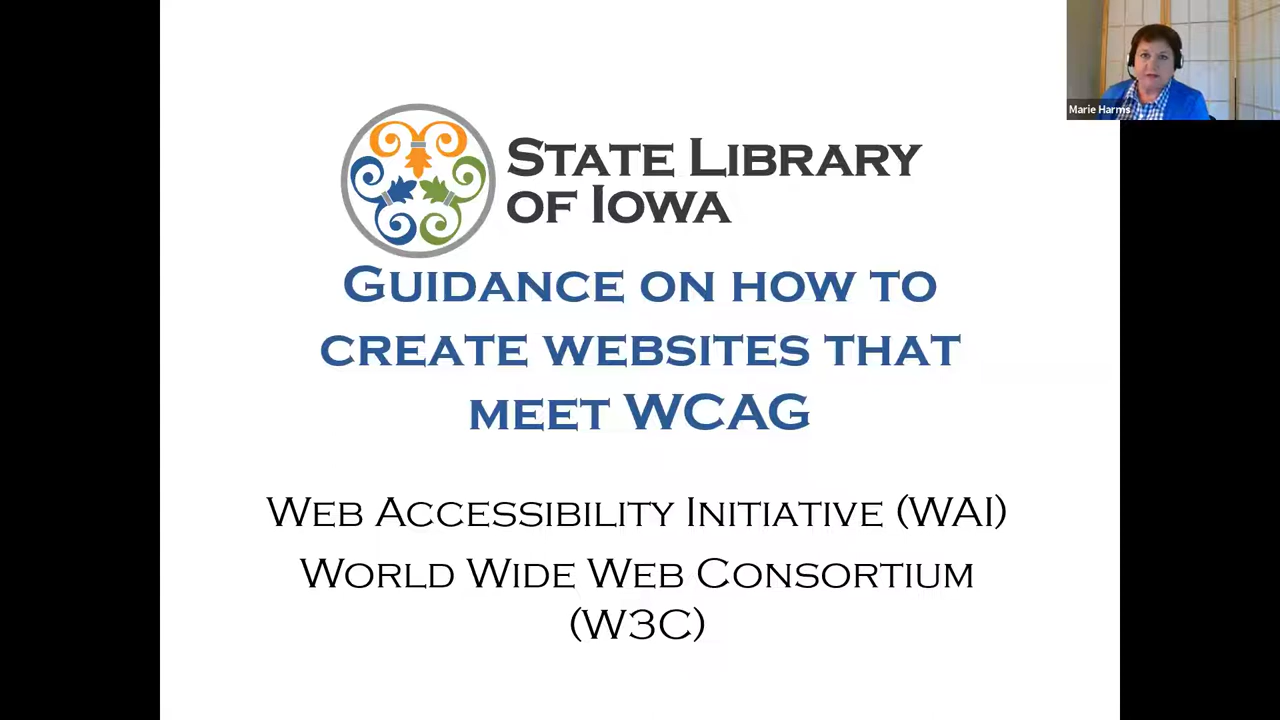 Marie Harms
STATE LIBRARY
OF IOWA
GUIDANCE ON HOW TO
CREATE WEBSITES THAT
MEET WCAG
WEB ACCESSIBILITY INITIATIVE (WAI)
WORLD WIDE WEB CONSORTIUM
(W3C)